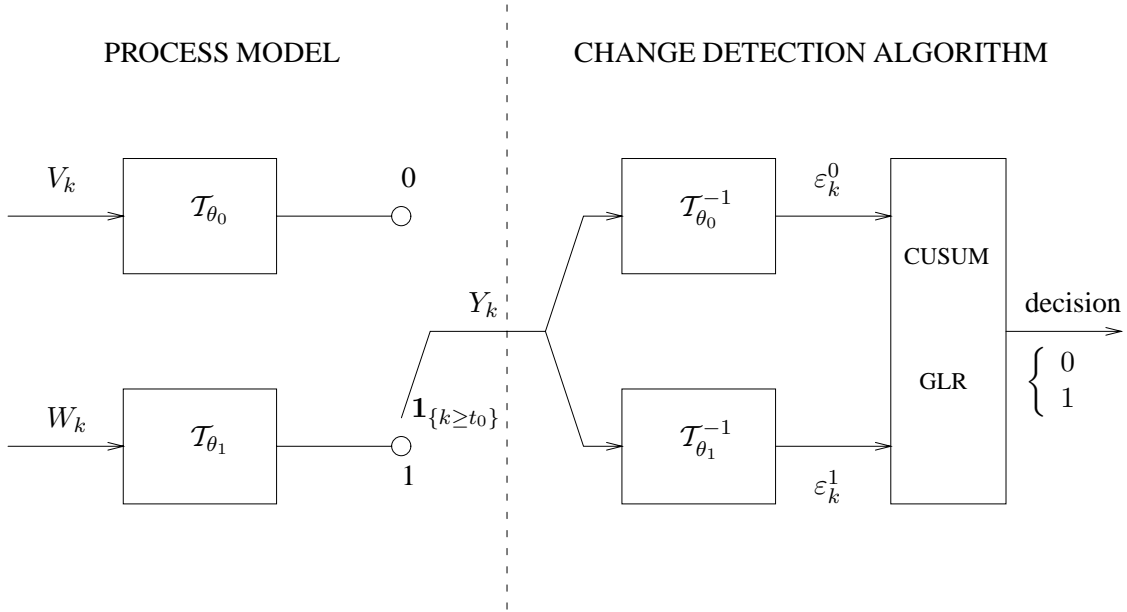 PROCESS MODEL
CHANGE DETECTION ALGORITHM
V_k
𝒯_{θ_0}
0
𝒯_{θ_0}^{-1}
ε_k^0
CUSUM
Y_k
decision
{ 0
1
GLR
W_k
𝒯_{θ_1}
𝟏_{{k≥t_0}}
1
𝒯_{θ_1}^{-1}
ε_k^1